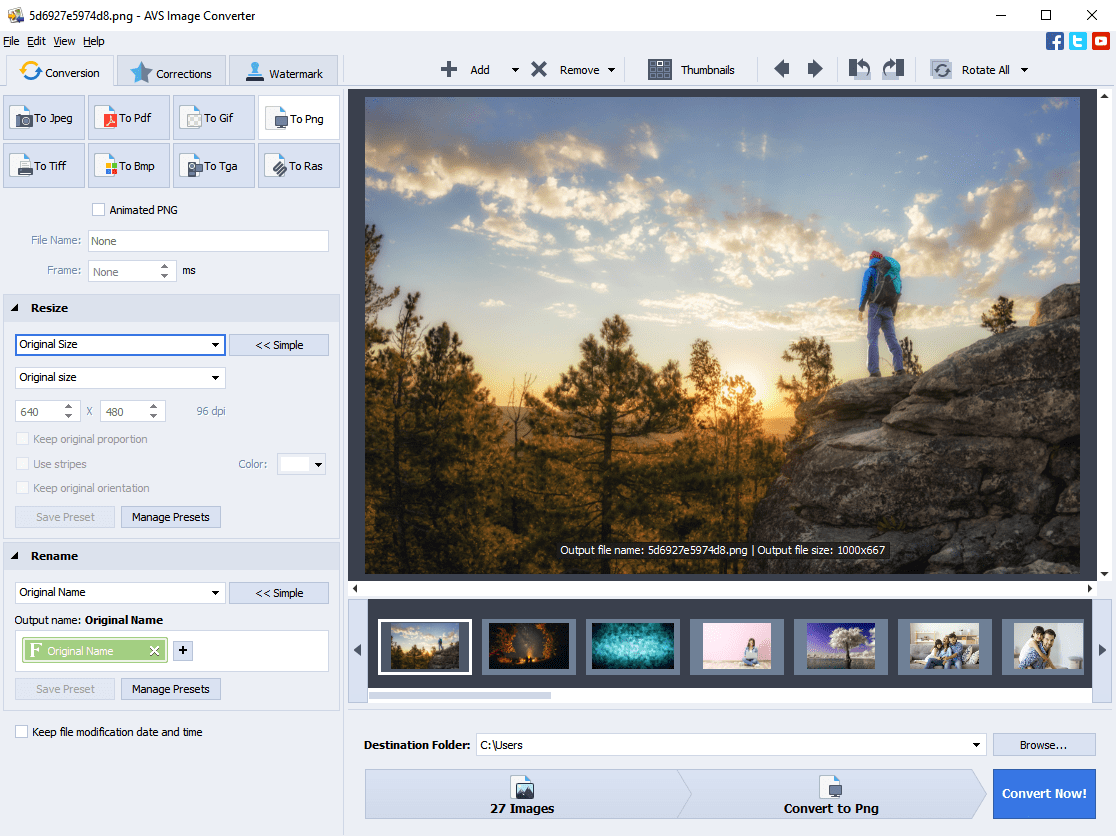 5d6927e5974d8.png - AVS Image Converter
File Edit View Help
Conversion Corrections Watermark
Add Remove Thumbnails Rotate All
To Jpeg To Pdf To Gif To Png
To Tiff To Bmp To Tga To Ras
Animated PNG
File Name: None
Frame: None ms
Resize
Original Size << Simple
Original size
640 X 480 96 dpi
Keep original proportion
Use stripes Color:
Keep original orientation
Save Preset Manage Presets
Rename
Original Name << Simple
Output name: Original Name
F Original Name
Save Preset Manage Presets
Keep file modification date and time
Output file name: 5d6927e5974d8.png | Output file size: 1000x667
Destination Folder: C:\Users Browse...
27 Images Convert to Png Convert Now!